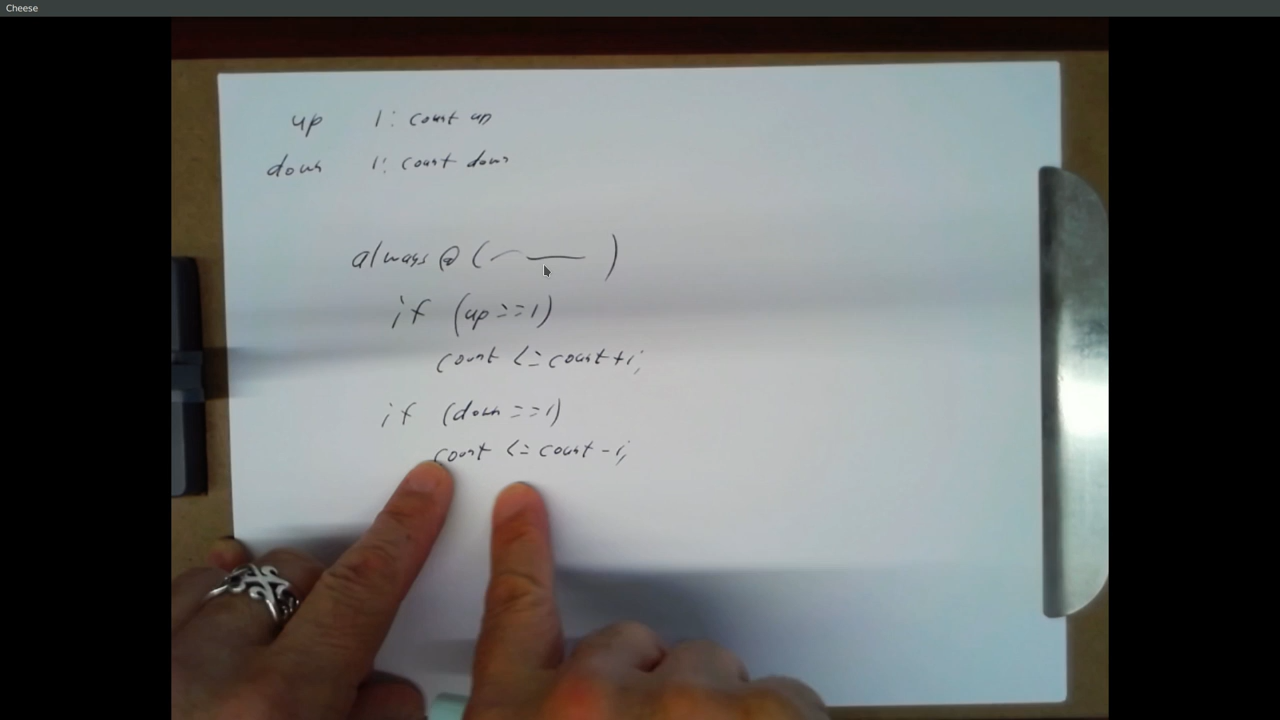 Cheese
up 1: count up
down 1: count down
always @ ( )
if (up == 1)
count <= count + 1;
if (down == 1)
count <= count - 1;